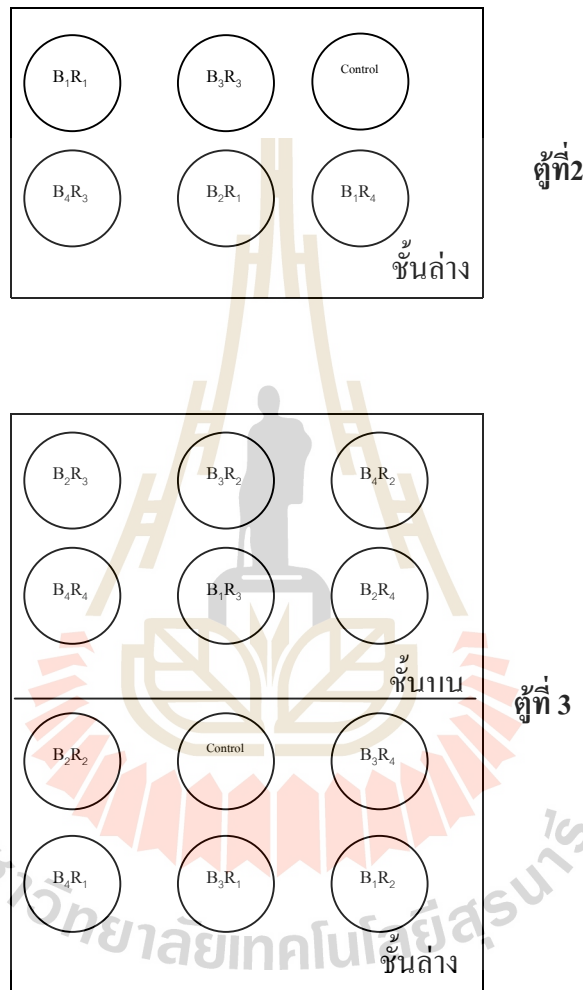 B₁R₁ B₃R₃ Control
ตู้ที่2
B₄R₃ B₂R₁ B₁R₄
ชั้นล่าง
B₂R₃ B₃R₂ B₄R₂
B₄R₄ B₁R₃ B₂R₄
ชั้นบน
ตู้ที่ 3
B₂R₂ Control B₃R₄
B₄R₁ B₃R₁ B₁R₂
ชั้นล่าง